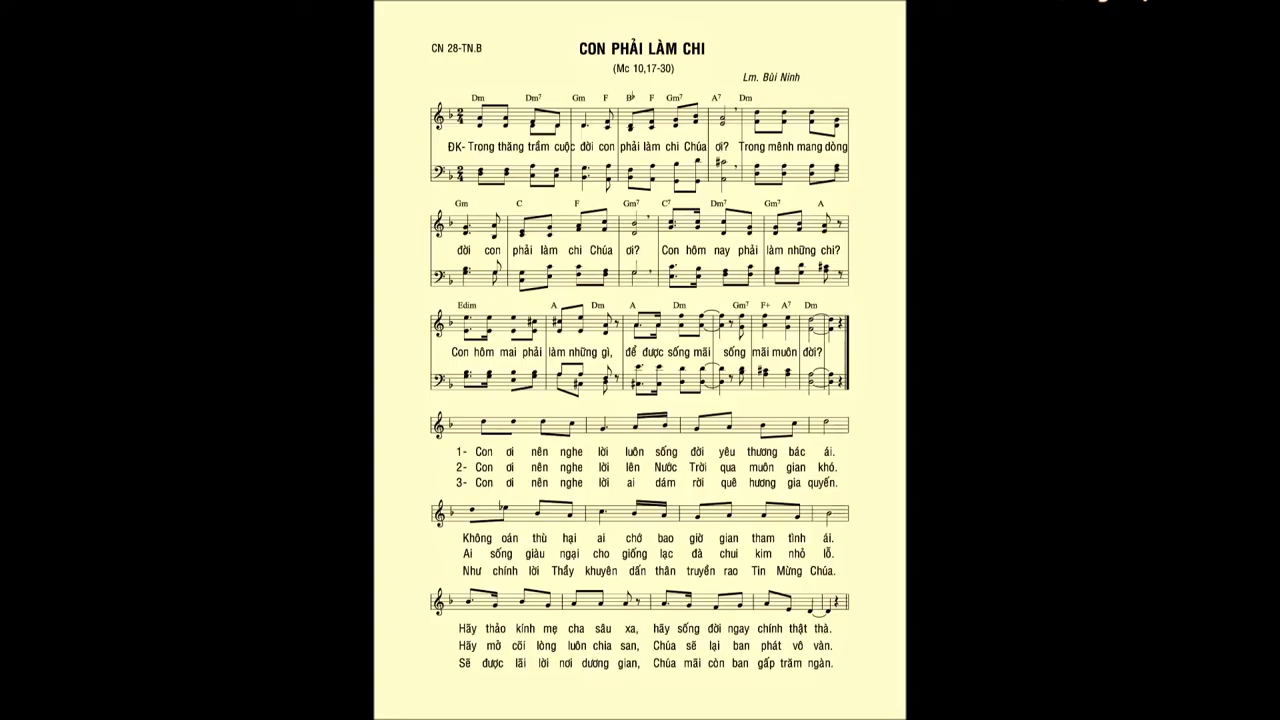 CN 28-TN.B
CON PHẢI LÀM CHI
(Mc 10,17-30)
Lm. Bùi Ninh
Dm Dm7 Gm F Bb F Gm7 A7 Dm
ĐK- Trong thăng trầm cuộc đời con phải làm chi Chúa ơi? Trong mênh mang dòng
Gm C F Gm7 C7 Dm7 Gm7 A
đời con phải làm chi Chúa ơi? Con hôm nay phải làm những chi?
Edim A Dm A Dm Gm7 F+ A7 Dm
Con hôm mai phải làm những gì, để được sống mãi sống mãi muôn đời?
1- Con ơi nên nghe lời luôn sống đời yêu thương bác ái.
2- Con ơi nên nghe lời lên Nước Trời qua muôn gian khó.
3- Con ơi nên nghe lời ai dám rời quê hương gia quyến.
Không oán thù hại ai chớ bao giờ gian tham tình ái.
Ai sống giàu ngại cho giống lạc đà chui kim nhỏ lỗ.
Như chính lời Thầy khuyên dấn thân truyền rao Tin Mừng Chúa.
Hãy thảo kính mẹ cha sâu xa, hãy sống đời ngay chính thật thà.
Hãy mở cõi lòng luôn chia san, Chúa sẽ lại ban phát vô vàn.
Sẽ được lãi lời nơi dương gian, Chúa mãi còn ban gấp trăm ngàn.